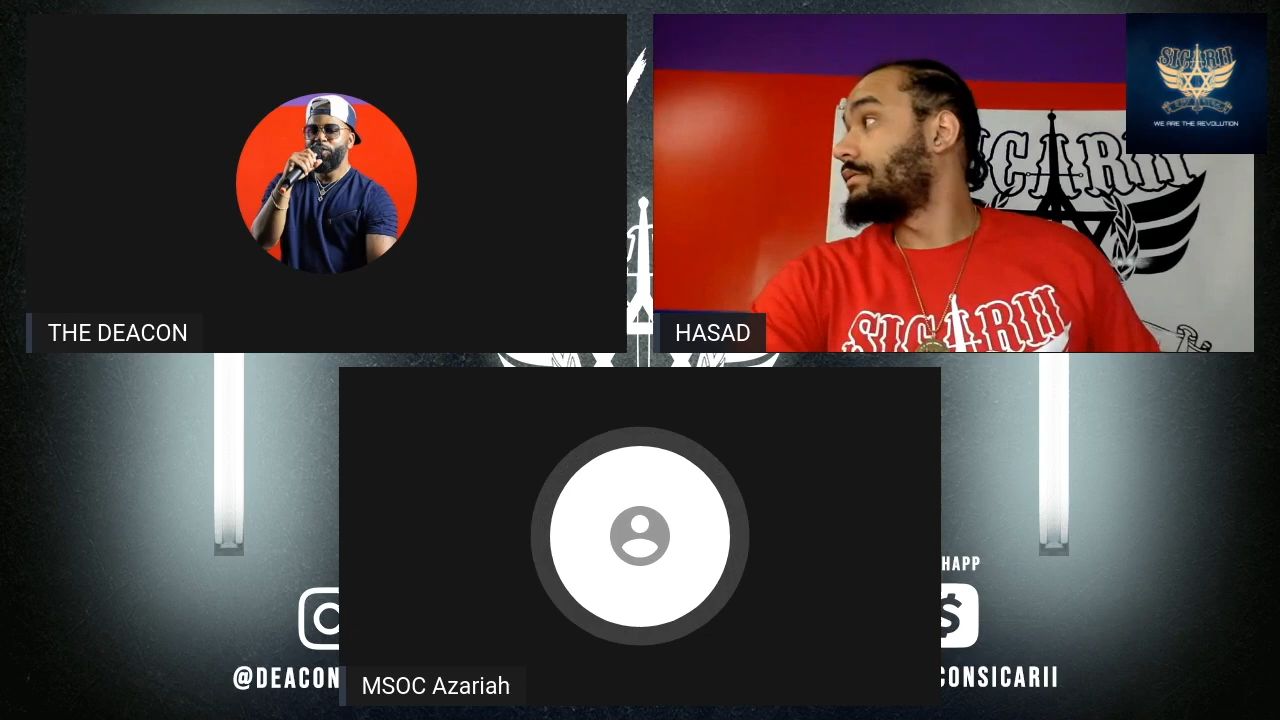 SICARII
WE ARE THE REVOLUTION
SICARII
SICARII
THE DEACON
HASAD
HAPP
$
@DEACON
CONSICARII
MSOC Azariah